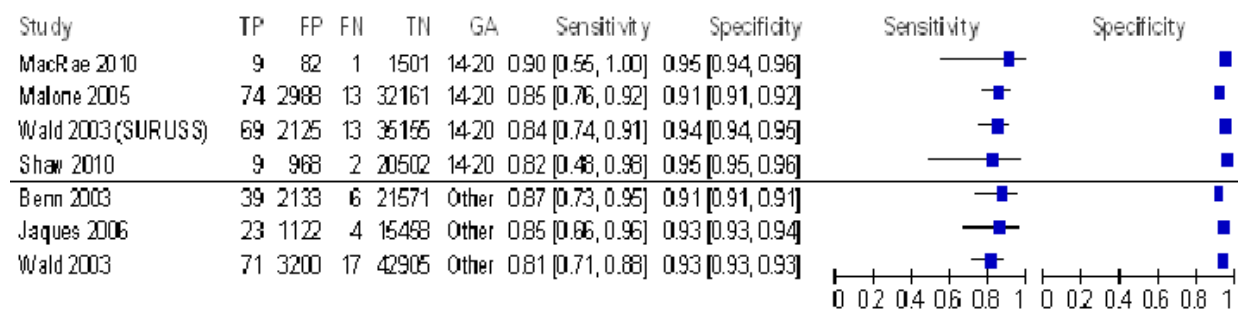 Study TP FP FN TN GA Sensitivity Specificity Sensitivity Specificity
MacRae 2010 9 82 1 1501 14-20 0.90 [0.55, 1.00] 0.95 [0.94, 0.96]
Malone 2005 74 2988 13 32161 14-20 0.85 [0.76, 0.92] 0.91 [0.91, 0.92]
Wald 2003 (SURUSS) 69 2125 13 35155 14-20 0.84 [0.74, 0.91] 0.94 [0.94, 0.95]
Shaw 2010 9 968 2 20502 14-20 0.82 [0.48, 0.98] 0.95 [0.95, 0.96]
Benn 2003 39 2133 6 21571 Other 0.87 [0.73, 0.95] 0.91 [0.91, 0.91]
Jaques 2006 23 1122 4 15458 Other 0.85 [0.66, 0.96] 0.93 [0.93, 0.94]
Wald 2003 71 3200 17 42905 Other 0.81 [0.71, 0.88] 0.93 [0.93, 0.93]
0 0.2 0.4 0.6 0.8 1 0 0.2 0.4 0.6 0.8 1